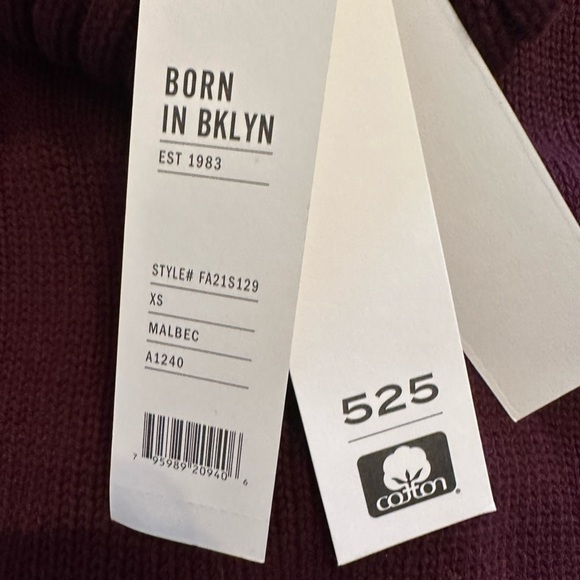 BORN
IN BKLYN
EST 1983
STYLE# FA21S129
XS
MALBEC
A1240
7 95989 20940 6
525
cotton